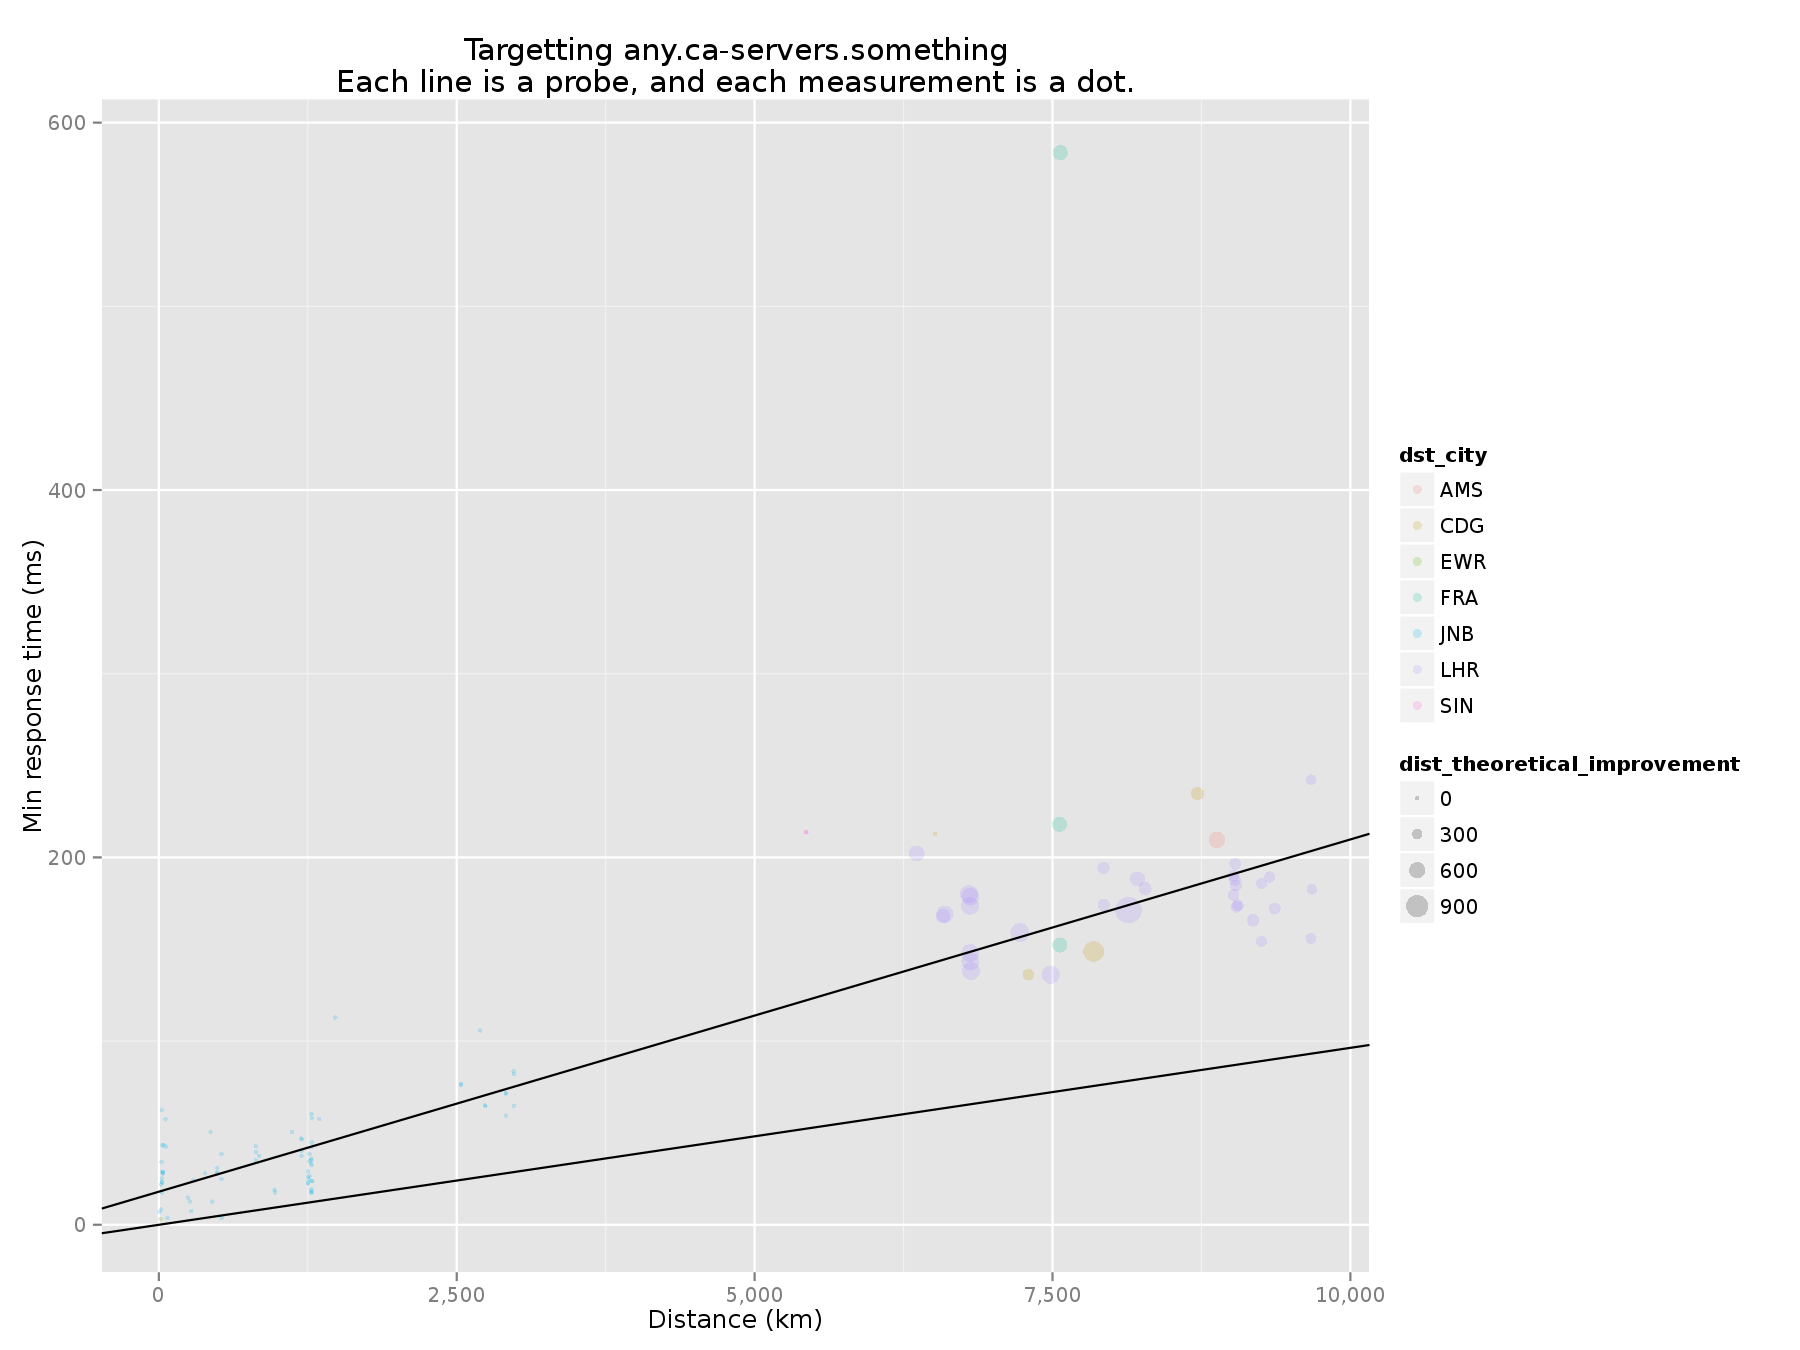 Targetting any.ca-servers.something
Each line is a probe, and each measurement is a dot.
600
400
200
0
Min response time (ms)
0
2,500
5,000
7,500
10,000
Distance (km)
dst_city
AMS
CDG
EWR
FRA
JNB
LHR
SIN
dist_theoretical_improvement
0
300
600
900